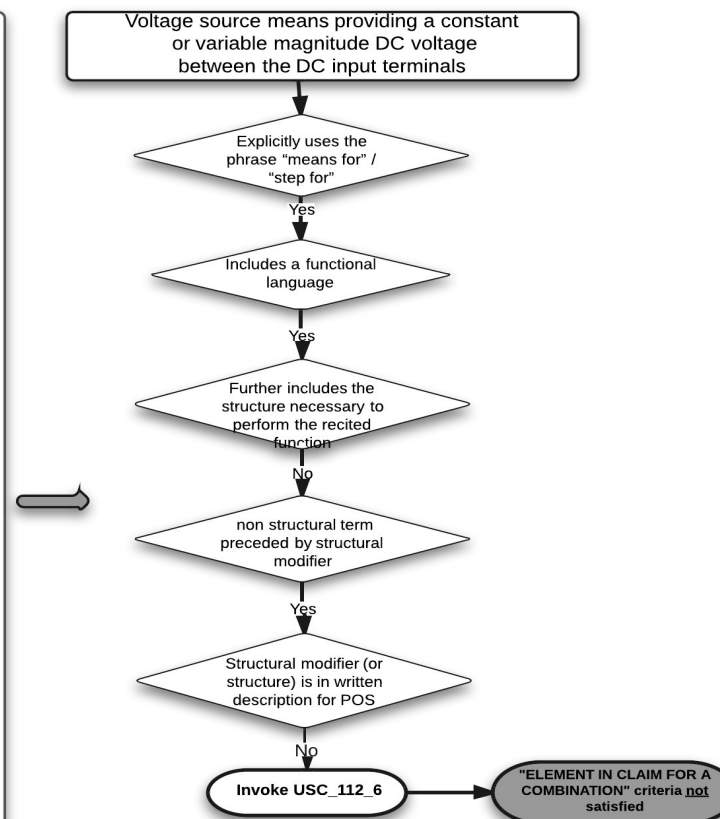 Voltage source means providing a constant
or variable magnitude DC voltage
between the DC input terminals
Explicitly uses the
phrase “means for” /
“step for”
Yes
Includes a functional
language
Yes
Further includes the
structure necessary to
perform the recited
function
No
non structural term
preceded by structural
modifier
Yes
Structural modifier (or
structure) is in written
description for POS
No
Invoke USC_112_6
"ELEMENT IN CLAIM FOR A
COMBINATION" criteria not
satisfied